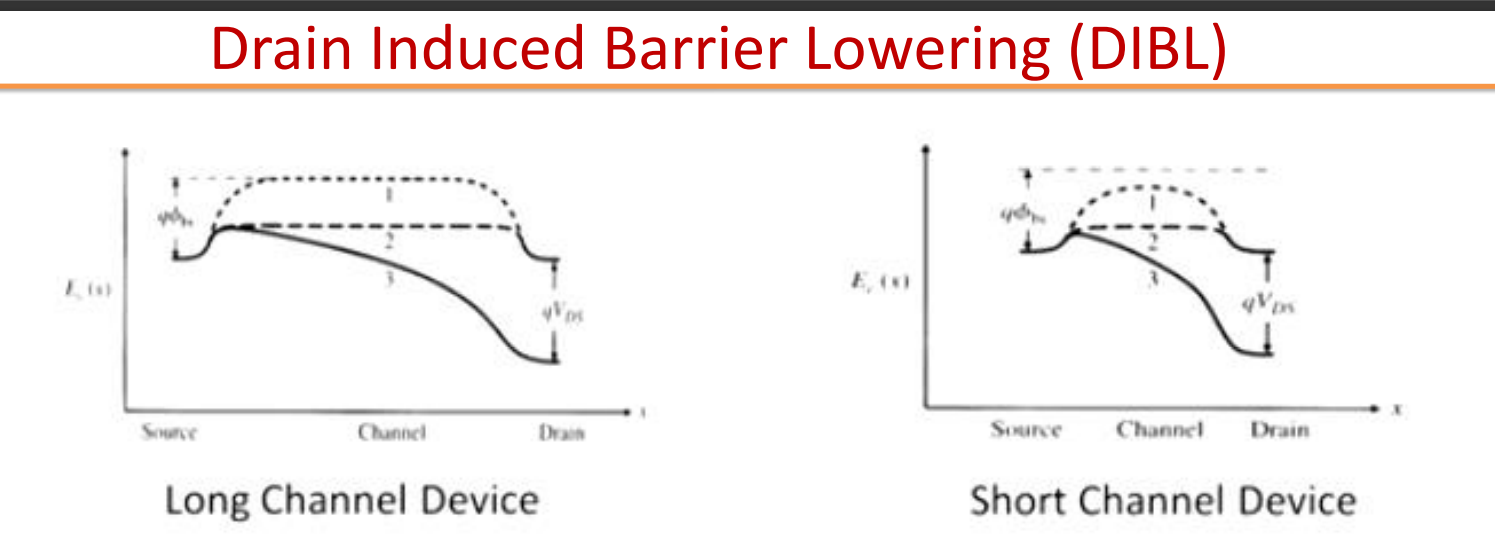 Drain Induced Barrier Lowering (DIBL)
1
2
3
qV_DS
Source
Channel
Drain
Long Channel Device
1
2
3
qV_DS
x
Source
Channel
Drain
Short Channel Device